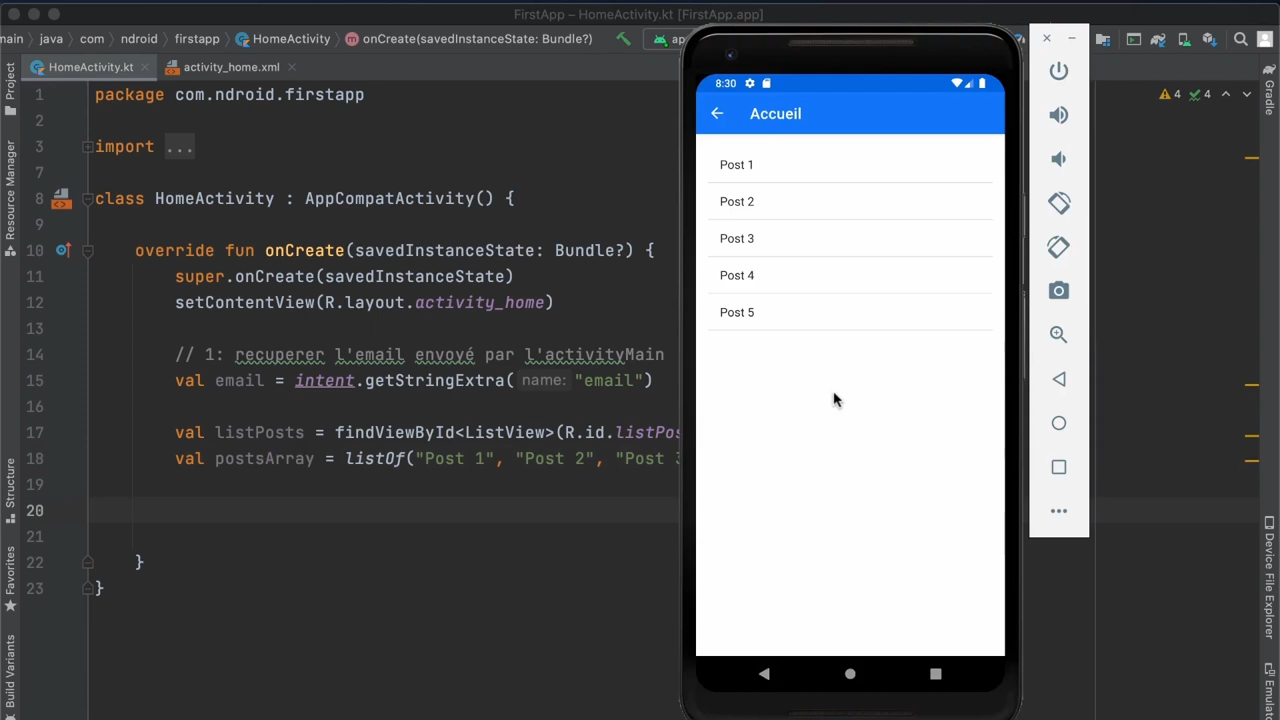 FirstApp – HomeActivity.kt [FirstApp.app]
main java com ndroid firstapp HomeActivity onCreate(savedInstanceState: Bundle?)
HomeActivity.kt
activity_home.xml
Project
Resource Manager
Structure
Favorites
Build Variants
1 package com.ndroid.firstapp
2
3 import ...
7
8 class HomeActivity : AppCompatActivity() {
9
10 override fun onCreate(savedInstanceState: Bundle?) {
11 super.onCreate(savedInstanceState)
12 setContentView(R.layout.activity_home)
13
14 // 1: recuperer l'email envoyé par l'activityMain
15 val email = intent.getStringExtra( name: "email")
16
17 val listPosts = findViewById<ListView>(R.id.listPos
18 val postsArray = listOf("Post 1", "Post 2", "Post 3
19
20
21
22 }
23 }
8:30
Accueil
Post 1
Post 2
Post 3
Post 4
Post 5
4 4
Gradle
Device File Explorer